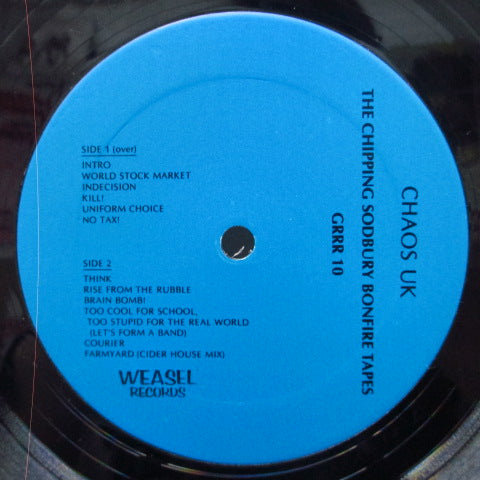 CHAOS UK
THE CHIPPING SODBURY BONFIRE TAPES
GRRR 10
SIDE 1 (over)
INTRO
WORLD STOCK MARKET
INDECISION
KILL!
UNIFORM CHOICE
NO TAX!
SIDE 2
THINK
RISE FROM THE RUBBLE
BRAIN BOMB!
TOO COOL FOR SCHOOL,
TOO STUPID FOR THE REAL WORLD
(LET'S FORM A BAND)
COURIER
FARMYARD (CIDER HOUSE MIX)
WEASEL
RECORDS